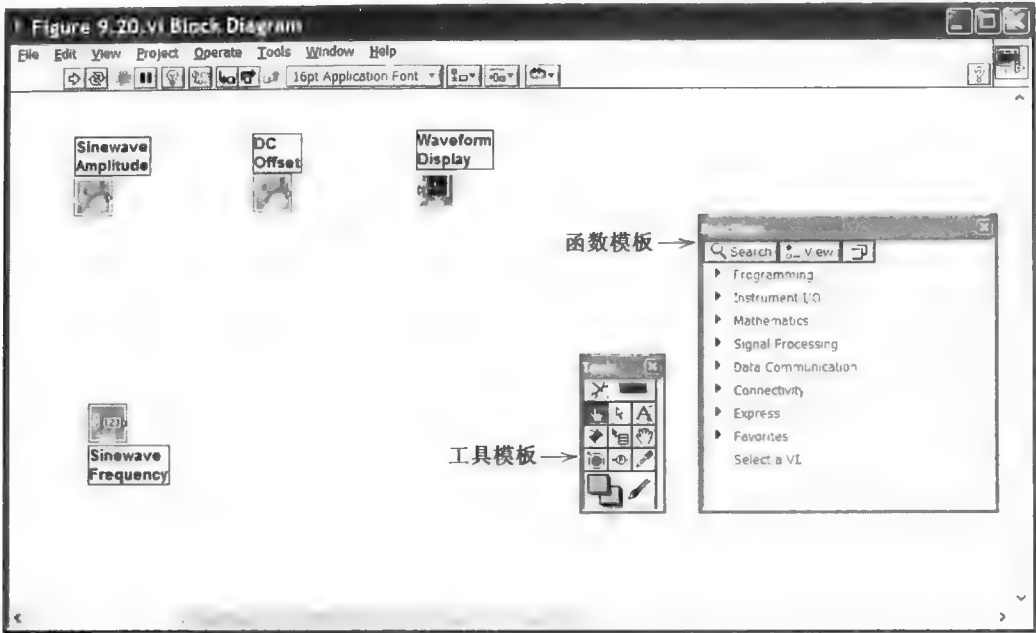 Figure 9.20.vi Block Diagram
File Edit View Project Operate Tools Window Help
16pt Application Font
Sinewave
Amplitude
DC
Offset
Waveform
Display
函数模板
Search View
Programming
Instrument I/O
Mathematics
Signal Processing
Data Communication
Connectivity
Express
Favorites
Select a VI
工具模板
Sinewave
Frequency